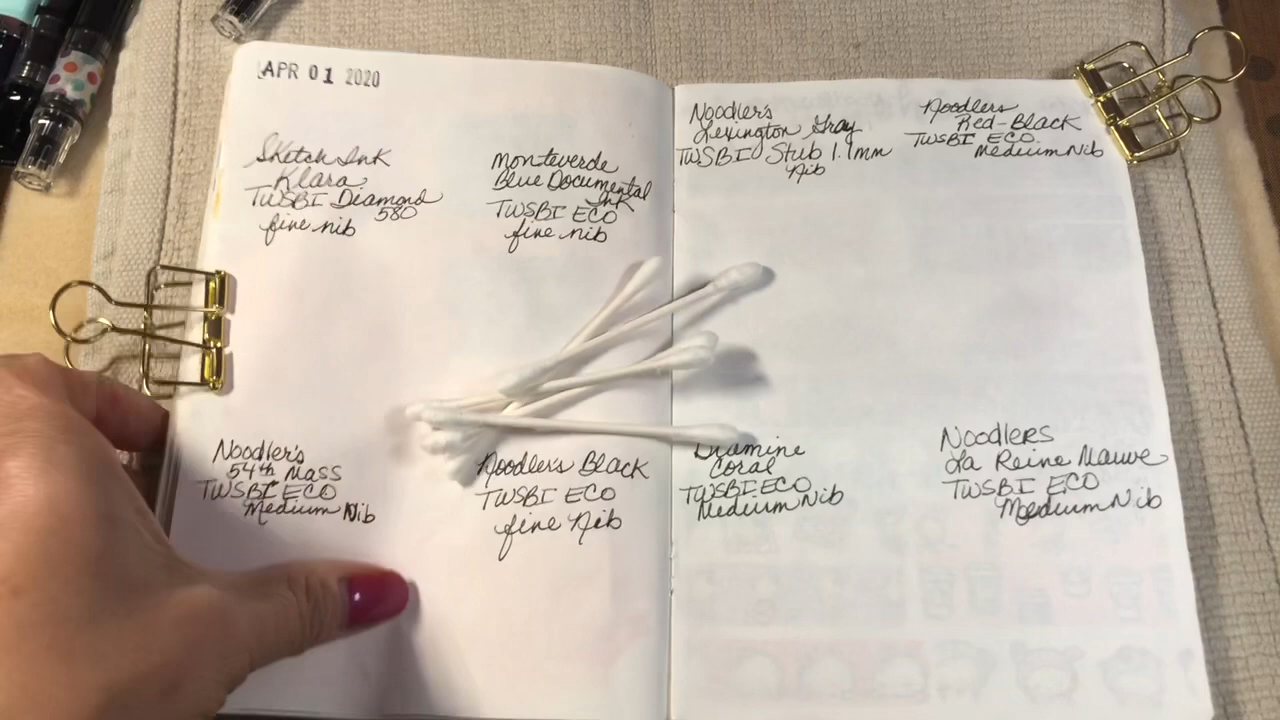 APR 01 2020
Sketch Ink
Klara
TWSBI Diamond
580
fine nib
Monteverde
Blue Documental
Ink
TWSBI ECO
fine nib
Noodler's
54th Mass
TWSBI ECO
Medium Nib
Noodler's Black
TWSBI ECO
fine Nib
Noodler's
Lexington Gray
TWSBI Stub 1.1mm
Nib
Noodlers
Red-Black
TWSBI ECO
Medium Nib
Diamine
Coral
TWSBI ECO
Medium Nib
NOODLERS
La Reine Mauve
TWSBI ECO
Medium Nib